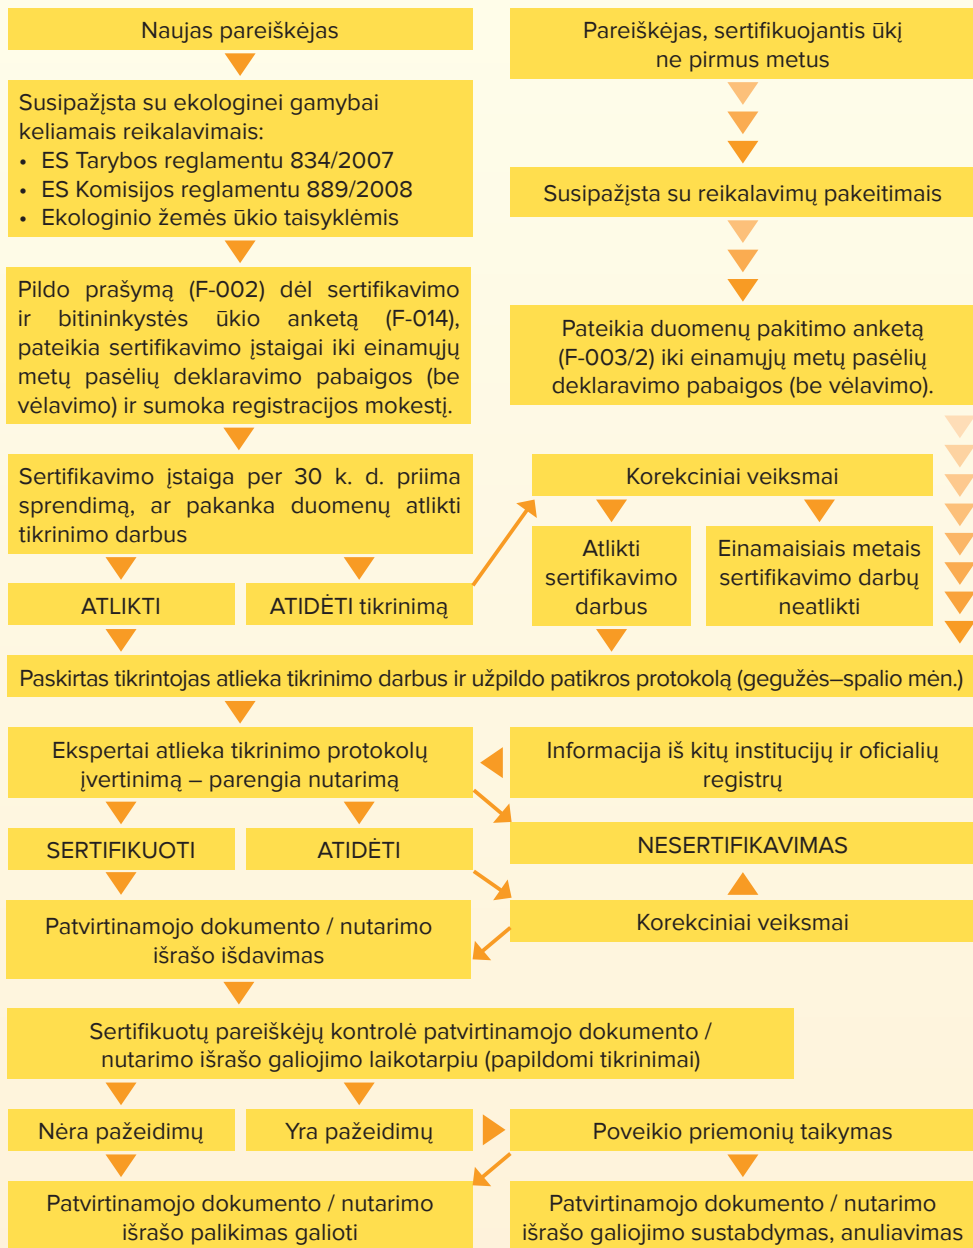 Naujas pareiškėjas
Pareiškėjas, sertifikuojantis ūkį
ne pirmus metus
Susipažįsta su ekologinei gamybai
keliamais reikalavimais:
• ES Tarybos reglamentu 834/2007
• ES Komisijos reglamentu 889/2008
• Ekologinio žemės ūkio taisyklėmis
Susipažįsta su reikalavimų pakeitimais
Pildo prašymą (F-002) dėl sertifikavimo
ir bitininkystės ūkio anketą (F-014),
pateikia sertifikavimo įstaigai iki einamųjų
metų pasėlių deklaravimo pabaigos (be
vėlavimo) ir sumoka registracijos mokestį.
Pateikia duomenų pakitimo anketą
(F-003/2) iki einamųjų metų pasėlių
deklaravimo pabaigos (be vėlavimo).
Sertifikavimo įstaiga per 30 k. d. priima
sprendimą, ar pakanka duomenų atlikti
tikrinimo darbus
Korekciniai veiksmai
ATLIKTI
ATIDĖTI tikrinimą
Atlikti
sertifikavimo
darbus
Einamaisiais metais
sertifikavimo darbų
neatlikti
Paskirtas tikrintojas atlieka tikrinimo darbus ir užpildo patikros protokolą (gegužės–spalio mėn.)
Ekspertai atlieka tikrinimo protokolų
įvertinimą – parengia nutarimą
Informacija iš kitų institucijų ir oficialių
registrų
SERTIFIKUOTI
ATIDĖTI
NESERTIFIKAVIMAS
Patvirtinamojo dokumento / nutarimo
išrašo išdavimas
Korekciniai veiksmai
Sertifikuotų pareiškėjų kontrolė patvirtinamojo dokumento /
nutarimo išrašo galiojimo laikotarpiu (papildomi tikrinimai)
Nėra pažeidimų
Yra pažeidimų
Poveikio priemonių taikymas
Patvirtinamojo dokumento / nutarimo
išrašo palikimas galioti
Patvirtinamojo dokumento / nutarimo
išrašo galiojimo sustabdymas, anuliavimas